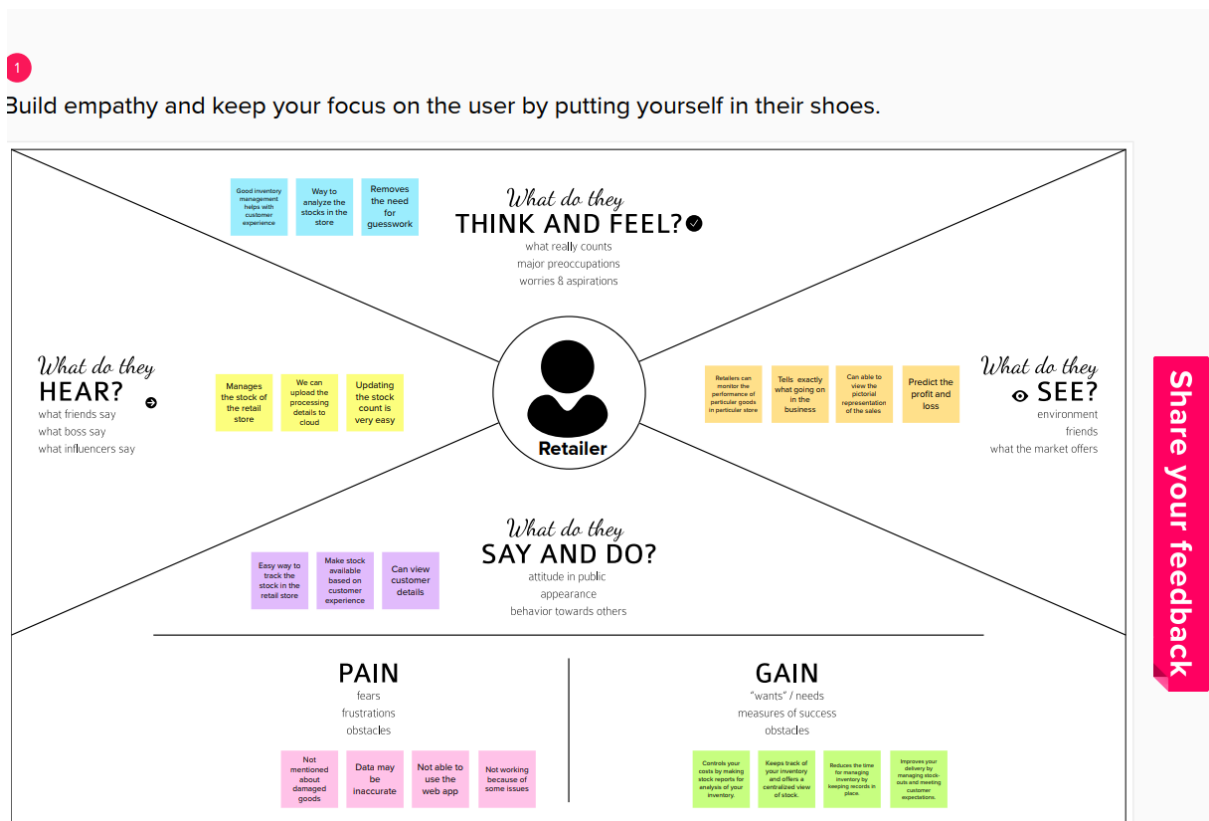 1
Build empathy and keep your focus on the user by putting yourself in their shoes.
Good inventory
management
helps with
customer
experience
Way to
analyze the
stocks in the
store
Removes
the need
for
guesswork
What do they
THINK AND FEEL?
what really counts
major preoccupations
worries & aspirations
What do they
HEAR?
what friends say
what boss say
what influencers say
Manages
the stock of
the retail
store
We can
upload the
processing
details to
cloud
Updating
the stock
count is
very easy
Retailer
Retailers can
monitor the
performance of
particular goods
in particular store
Tells exactly
what going on
in the
business
Can able to
view the
pictorial
representation
of the sales
Predict the
profit and
loss
What do they
SEE?
environment
friends
what the market offers
What do they
SAY AND DO?
attitude in public
appearance
behavior towards others
Easy way to
track the
stock in the
retail store
Make stock
available
based on
customer
experience
Can view
customer
details
PAIN
fears
frustrations
obstacles
Not
mentioned
about
damaged
goods
Data may
be
inaccurate
Not able to
use the
web app
Not working
because of
some issues
GAIN
"wants" / needs
measures of success
obstacles
Controls your
costs by making
stock reports for
analysis of your
inventory.
Keeps track of
your inventory
and offers a
centralized view
of stock.
Reduces the time
for managing
inventory by
keeping records in
place.
Improves your
delivery by
managing stock-
outs and meeting
customer
expectations.
Share your feedback